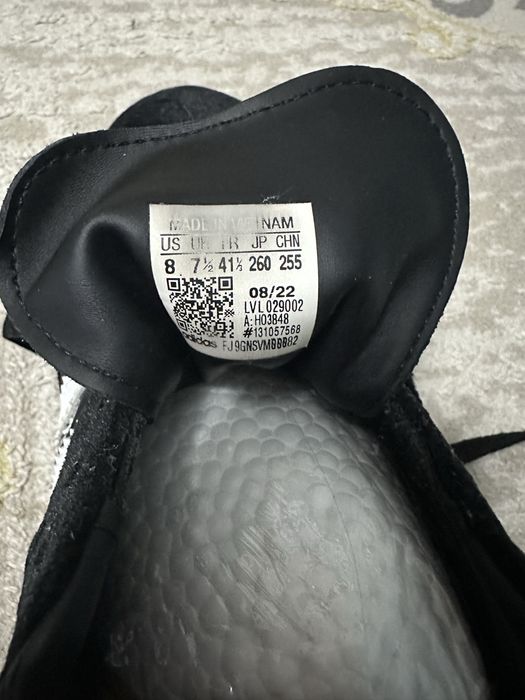 MADE IN VIETNAM
US UK FR JP CHN
8 7½ 41⅓ 260 255
08/22
LVL 029002
A: H03848
#131057568
adidas